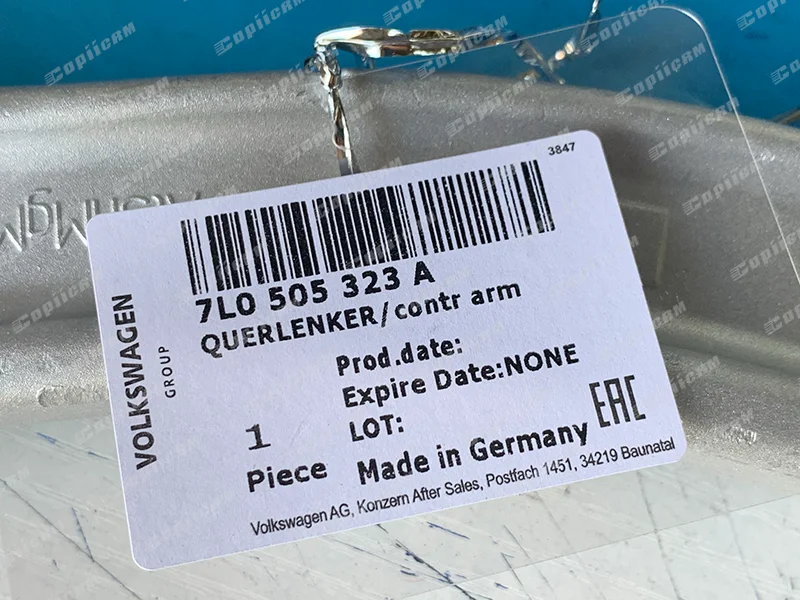 3847
7L0 505 323 A
QUERLENKER/contr arm
Prod.date:
Expire Date:NONE
LOT:
1
Piece
Made in Germany
EAC
Volkswagen AG, Konzern After Sales, Postfach 1451, 34219 Baunatal
VOLKSWAGEN
GROUP
Copiicam